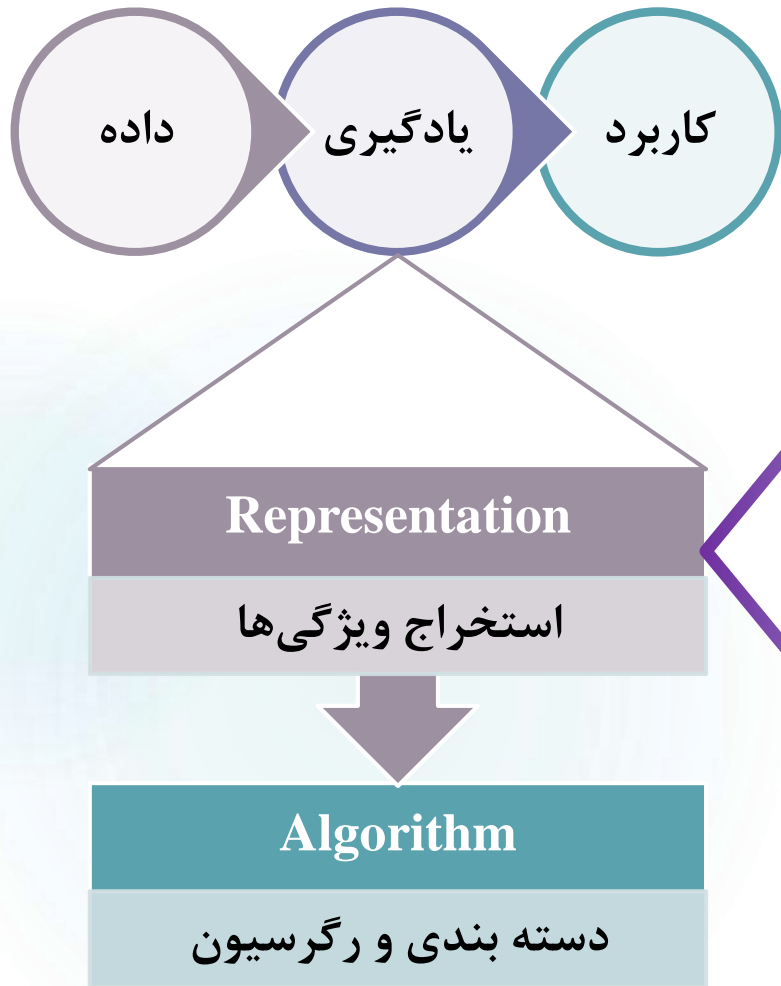 داده
یادگیری
کاربرد
Representation
استخراج ویژگی‌ها
Algorithm
دسته بندی و رگرسیون